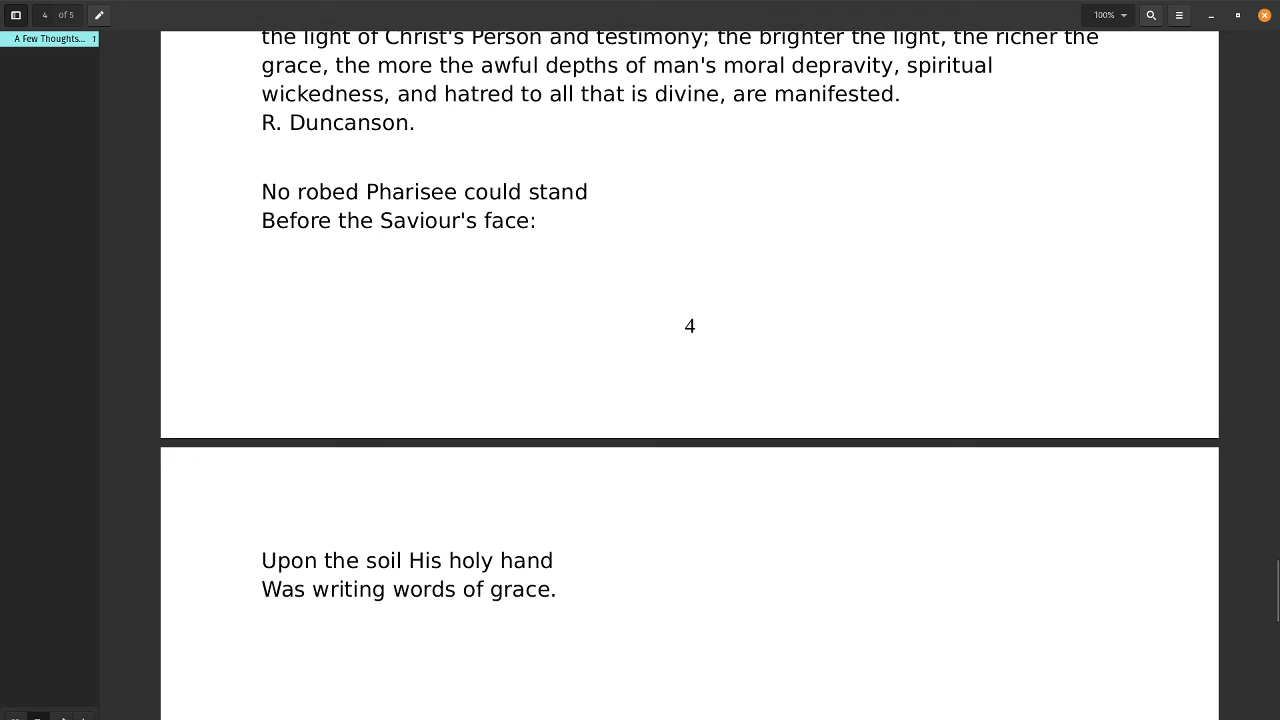 4 of 5
100%
A Few Thoughts... 1
the light of Christ's Person and testimony; the brighter the light, the richer the
grace, the more the awful depths of man's moral depravity, spiritual
wickedness, and hatred to all that is divine, are manifested.
R. Duncanson.
No robed Pharisee could stand
Before the Saviour's face:
4
Upon the soil His holy hand
Was writing words of grace.